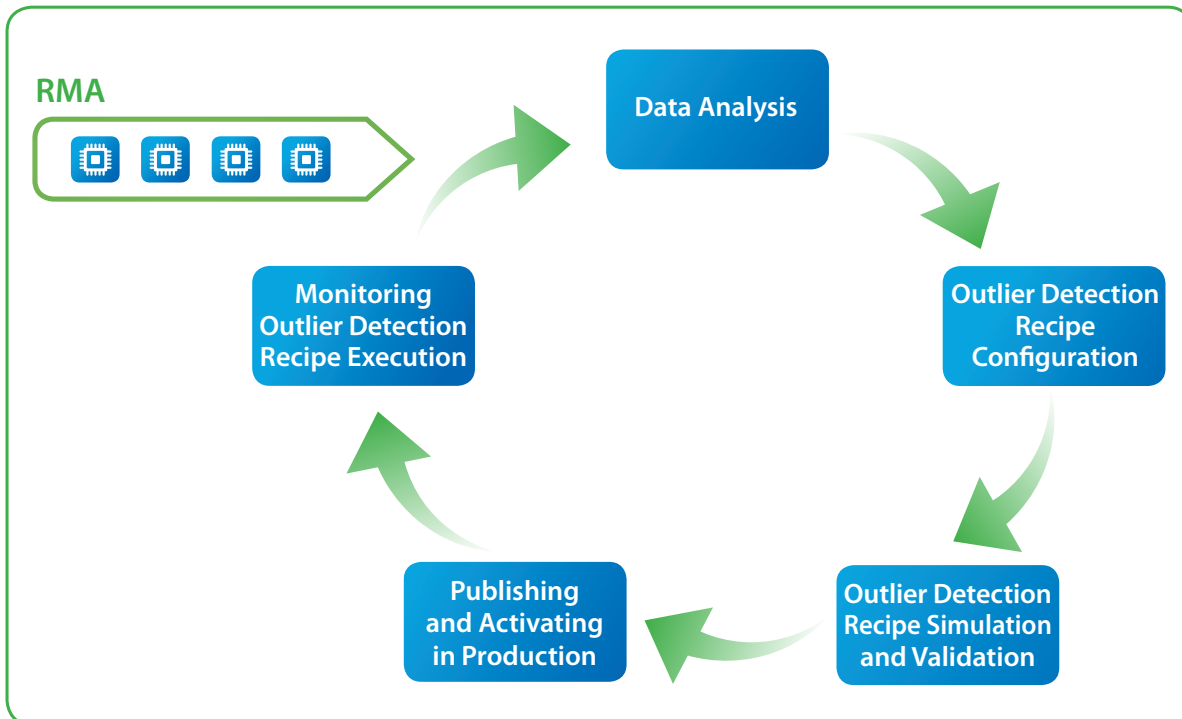 RMA
Data Analysis
Outlier Detection
Recipe
Configuration
Outlier Detection
Recipe Simulation
and Validation
Publishing
and Activating
in Production
Monitoring
Outlier Detection
Recipe Execution